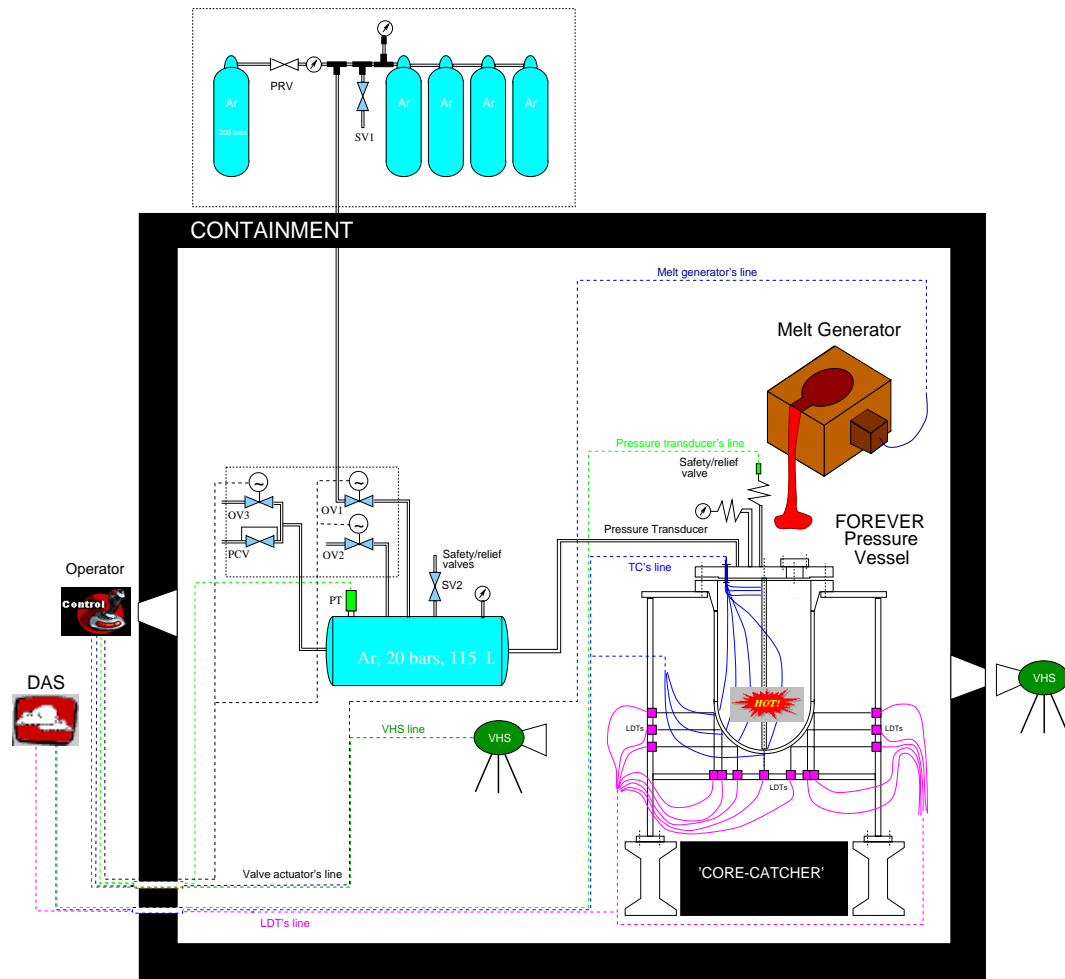 PRV
Ar
200 bars
SV1
Ar
Ar
Ar
Ar
CONTAINMENT
Melt generator's line
Melt Generator
Pressure transducer's line
Safety/relief
valve
~
~
OV3
OV1
PCV
OV2
Pressure Transducer
FOREVER
Pressure
Vessel
Safety/relief
valves
SV2
TC's line
Operator
Control
PT
Ar, 20 bars, 115 l.
DAS
HOT!
VHS
LDTs
LDTs
VHS line
VHS
LDTs
Valve actuator's line
'CORE-CATCHER'
LDT's line